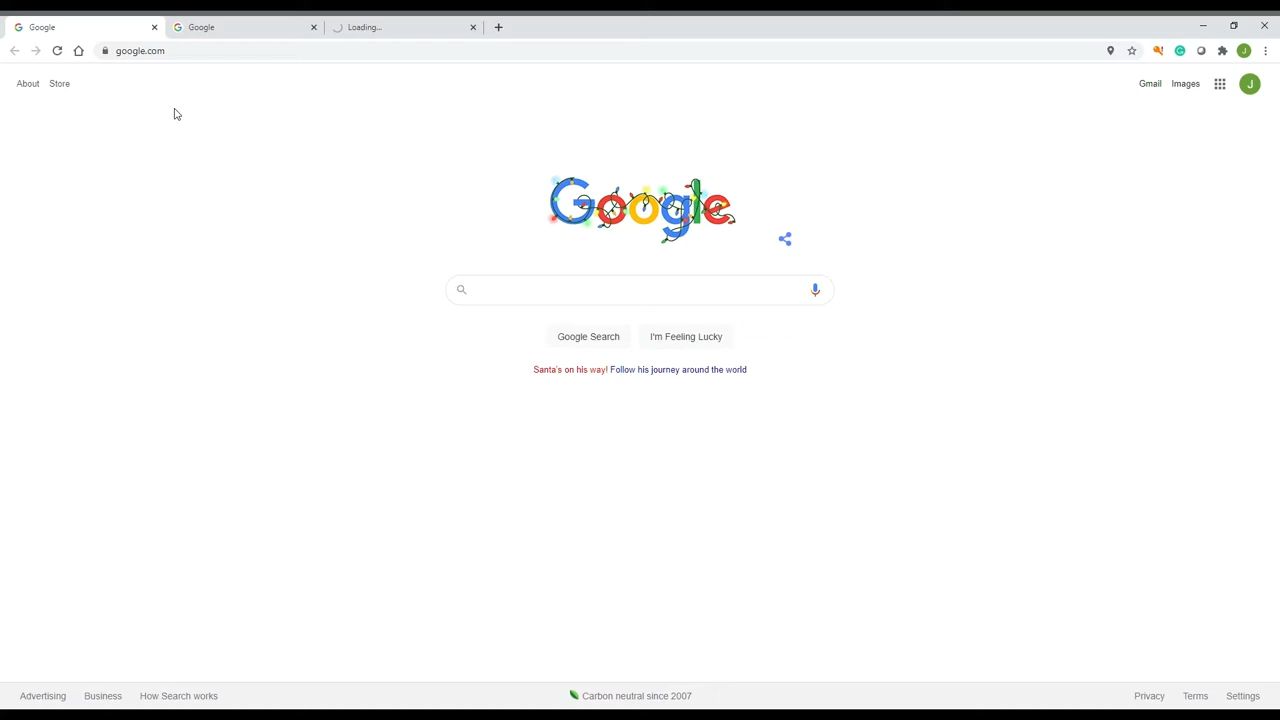 Google
Google
Loading...
google.com
J
About
Store
Gmail
Images
J
Google
Google Search
I'm Feeling Lucky
Santa's on his way! Follow his journey around the world
Advertising
Business
How Search works
Carbon neutral since 2007
Privacy
Terms
Settings